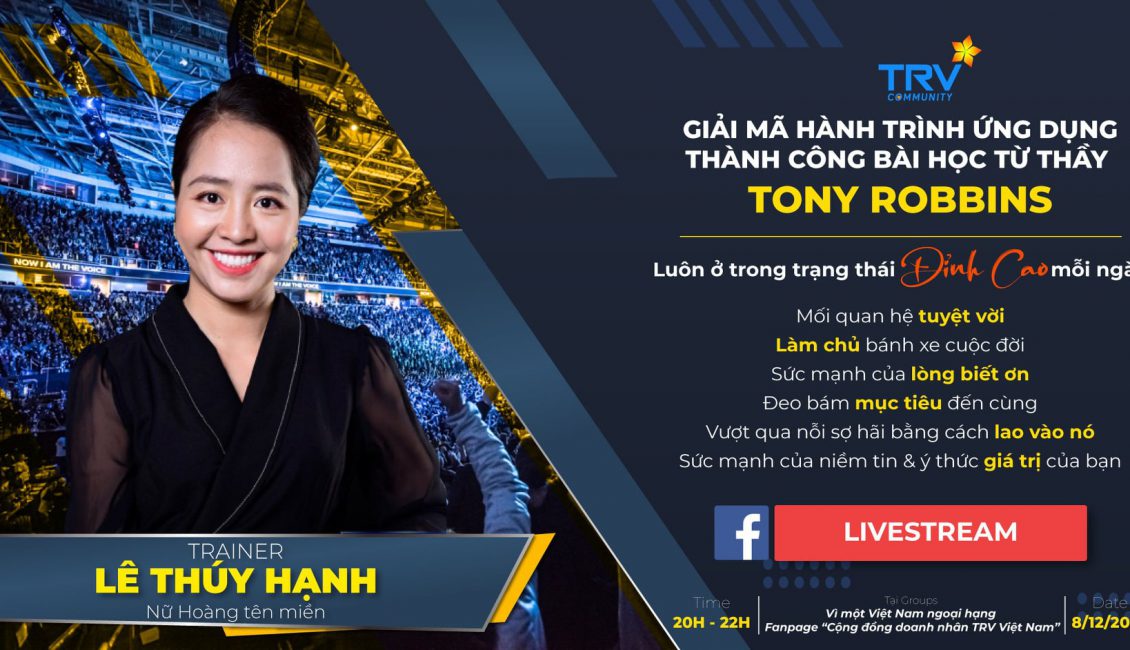 NOW I AM THE VOICE
I AM THE VOICE
TRAINER
LÊ THÚY HẠNH
Nữ Hoàng tên miền
TRV
COMMUNITY
GIẢI MÃ HÀNH TRÌNH ỨNG DỤNG
THÀNH CÔNG BÀI HỌC TỪ THẦY
TONY ROBBINS
Luôn ở trong trạng thái Đỉnh Cao mỗi ngà
Mối quan hệ tuyệt vời
Làm chủ bánh xe cuộc đời
Sức mạnh của lòng biết ơn
Đeo bám mục tiêu đến cùng
Vượt qua nỗi sợ hãi bằng cách lao vào nó
Sức mạnh của niềm tin & ý thức giá trị của bạn
f LIVESTREAM
Time
20H - 22H
Tại Groups
Vì một Việt Nam ngoại hạng
Fanpage “Cộng đồng doanh nhân TRV Việt Nam”
Date
8/12/20